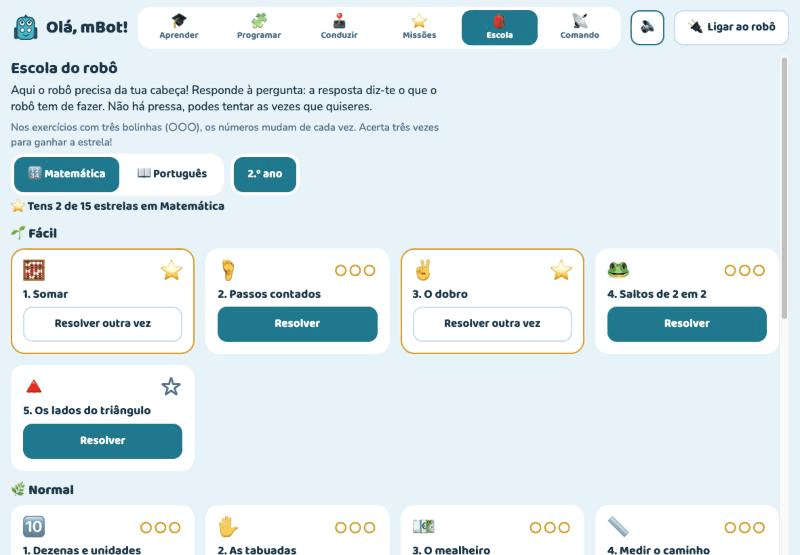 Olá, mBot!
Aprender
Programar
Conduzir
Missões
Escola
Comando
Ligar ao robô
Escola do robô
Aqui o robô precisa da tua cabeça! Responde à pergunta: a resposta diz-te o que o
robô tem de fazer. Não há pressa, podes tentar as vezes que quiseres.
Nos exercícios com três bolinhas (○○○), os números mudam de cada vez. Acerta três vezes
para ganhar a estrela!
Matemática
Português
2.º ano
Tens 2 de 15 estrelas em Matemática
Fácil
1. Somar
Resolver outra vez
2. Passos contados
Resolver
3. O dobro
Resolver outra vez
4. Saltos de 2 em 2
Resolver
5. Os lados do triângulo
Resolver
Normal
10
1. Dezenas e unidades
2. As tabuadas
3. O mealheiro
4. Medir o caminho